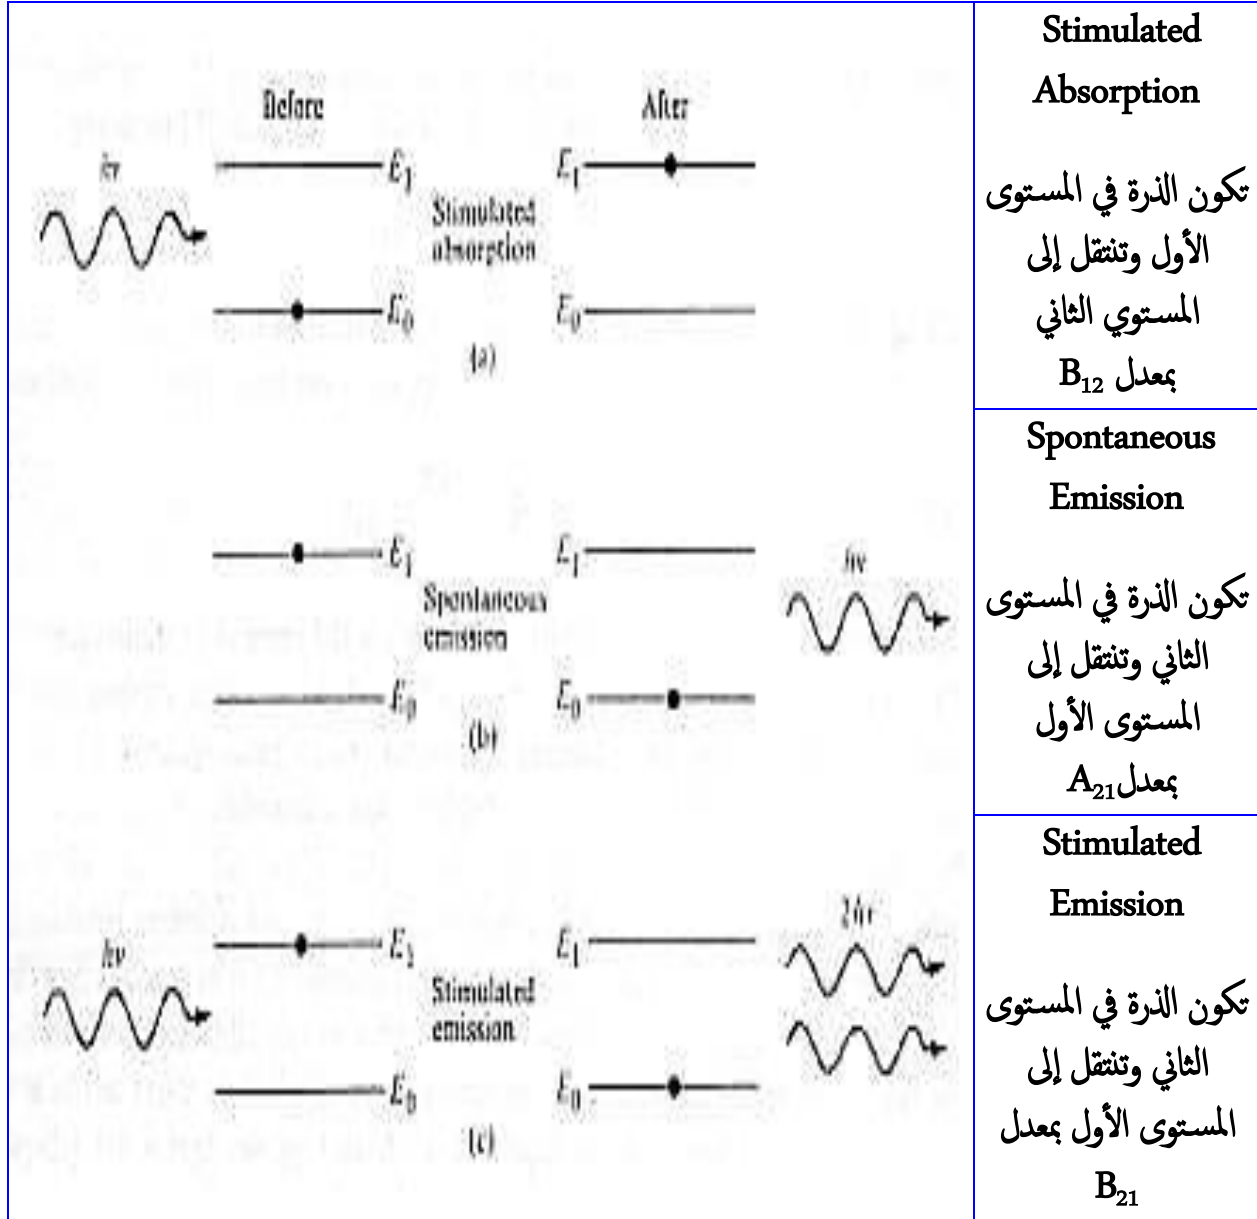 Before After
hν
E₁ E₁
Stimulated
absorption
E₀ E₀
(a)
Stimulated
Absorption
تكون الذرة في المستوى
الأول وتنتقل إلى
المستوي الثاني
بمعدل B₁₂
E₁ E₁
hν
Spontaneous
emission
E₀ E₀
(b)
Spontaneous
Emission
تكون الذرة في المستوى
الثاني وتنتقل إلى
المستوى الأول
بمعدلA₂₁
2hν
hν
E₁ E₁
Stimulated
emission
E₀ E₀
(c)
Stimulated
Emission
تكون الذرة في المستوى
الثاني وتنتقل إلى
المستوى الأول بمعدل
B₂₁